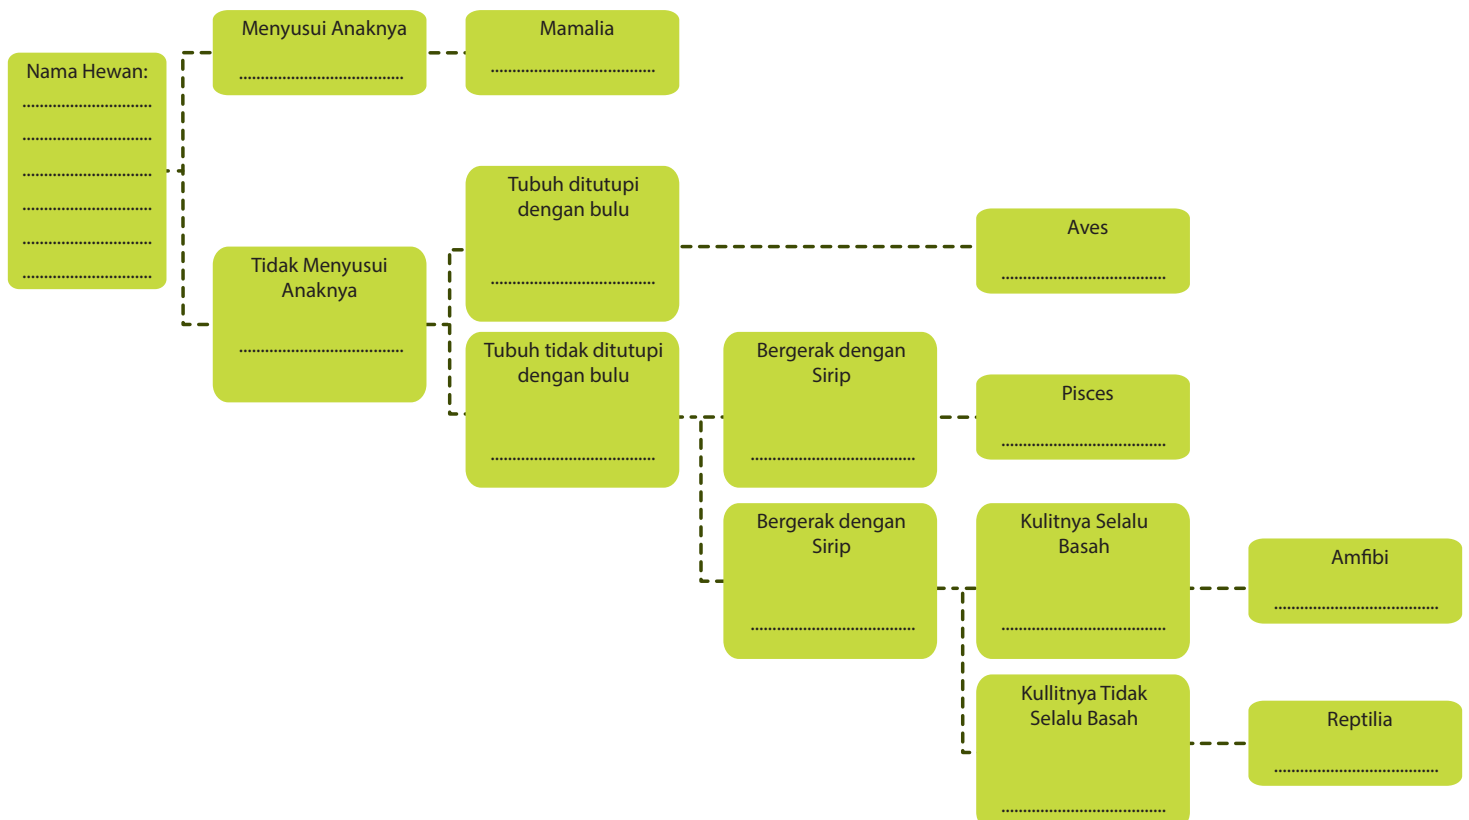 Nama Hewan:
..............................
..............................
..............................
..............................
..............................
..............................
Menyusui Anaknya
......................................
Mamalia
......................................
Tidak Menyusui
Anaknya
......................................
Tubuh ditutupi
dengan bulu
......................................
Aves
......................................
Tubuh tidak ditutupi
dengan bulu
......................................
Bergerak dengan
Sirip
......................................
Pisces
......................................
Bergerak dengan
Sirip
......................................
Kulitnya Selalu
Basah
......................................
Amfibi
......................................
Kullitnya Tidak
Selalu Basah
......................................
Reptilia
......................................